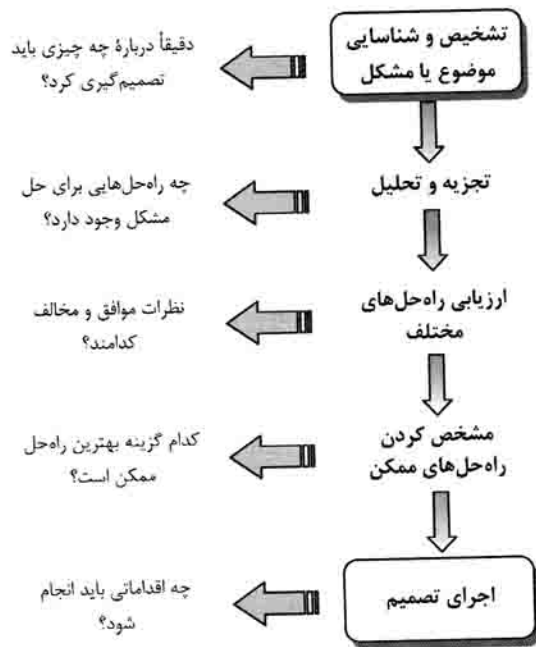 تشخیص و شناسایی
موضوع یا مشکل
دقیقاً دربارهٔ چه چیزی باید
تصمیم‌گیری کرد؟
تجزیه و تحلیل
چه راه‌حل‌هایی برای حل
مشکل وجود دارد؟
ارزیابی راه‌حل‌های
مختلف
نظرات موافق و مخالف
کدامند؟
مشخص کردن
راه‌حل‌های ممکن
کدام گزینه بهترین راه‌حل
ممکن است؟
اجرای تصمیم
چه اقداماتی باید انجام
شود؟